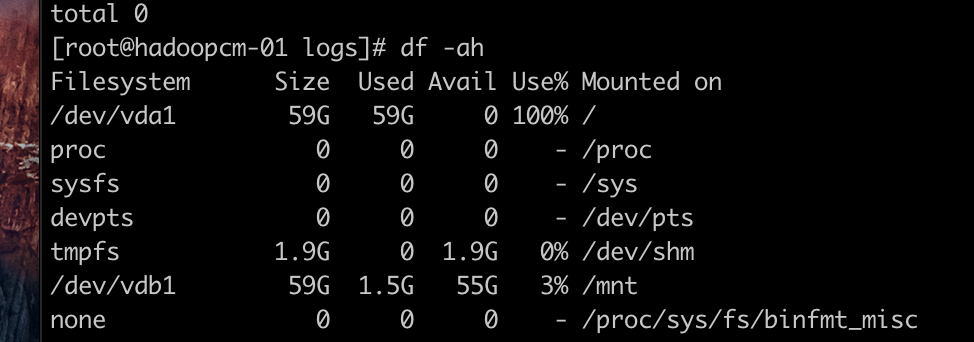 total 0
[root@hadoopcm-01 logs]# df -ah
Filesystem Size Used Avail Use% Mounted on
/dev/vda1 59G 59G 0 100% /
proc 0 0 0 - /proc
sysfs 0 0 0 - /sys
devpts 0 0 0 - /dev/pts
tmpfs 1.9G 0 1.9G 0% /dev/shm
/dev/vdb1 59G 1.5G 55G 3% /mnt
none 0 0 0 - /proc/sys/fs/binfmt_misc